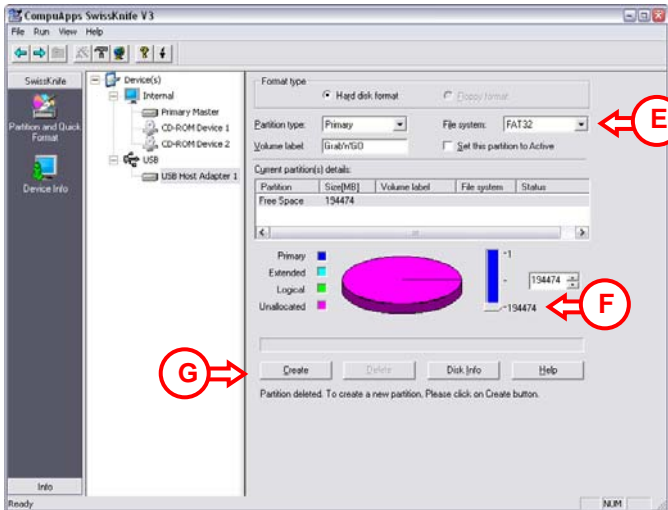 CompuApps SwissKnife V3
File Run View Help
SwissKnife
Partition and Quick
Format
Device Info
Info
Device(s)
Internal
Primary Master
CD-ROM Device 1
CD-ROM Device 2
USB
USB Host Adapter 1
Format type
Hard disk format
Floppy format
Partition type: Primary
File system: FAT32
E
Volume label: Grab'n'GO
Set this partition to Active
Current partition(s) details:
Partition Size[MB] Volume label File system Status
Free Space 194474
Primary
Extended
Logical
Unallocated
1
194474
194474
F
G
Create Delete Disk Info Help
Partition deleted. To create a new partition, Please click on Create button.
Ready
NUM